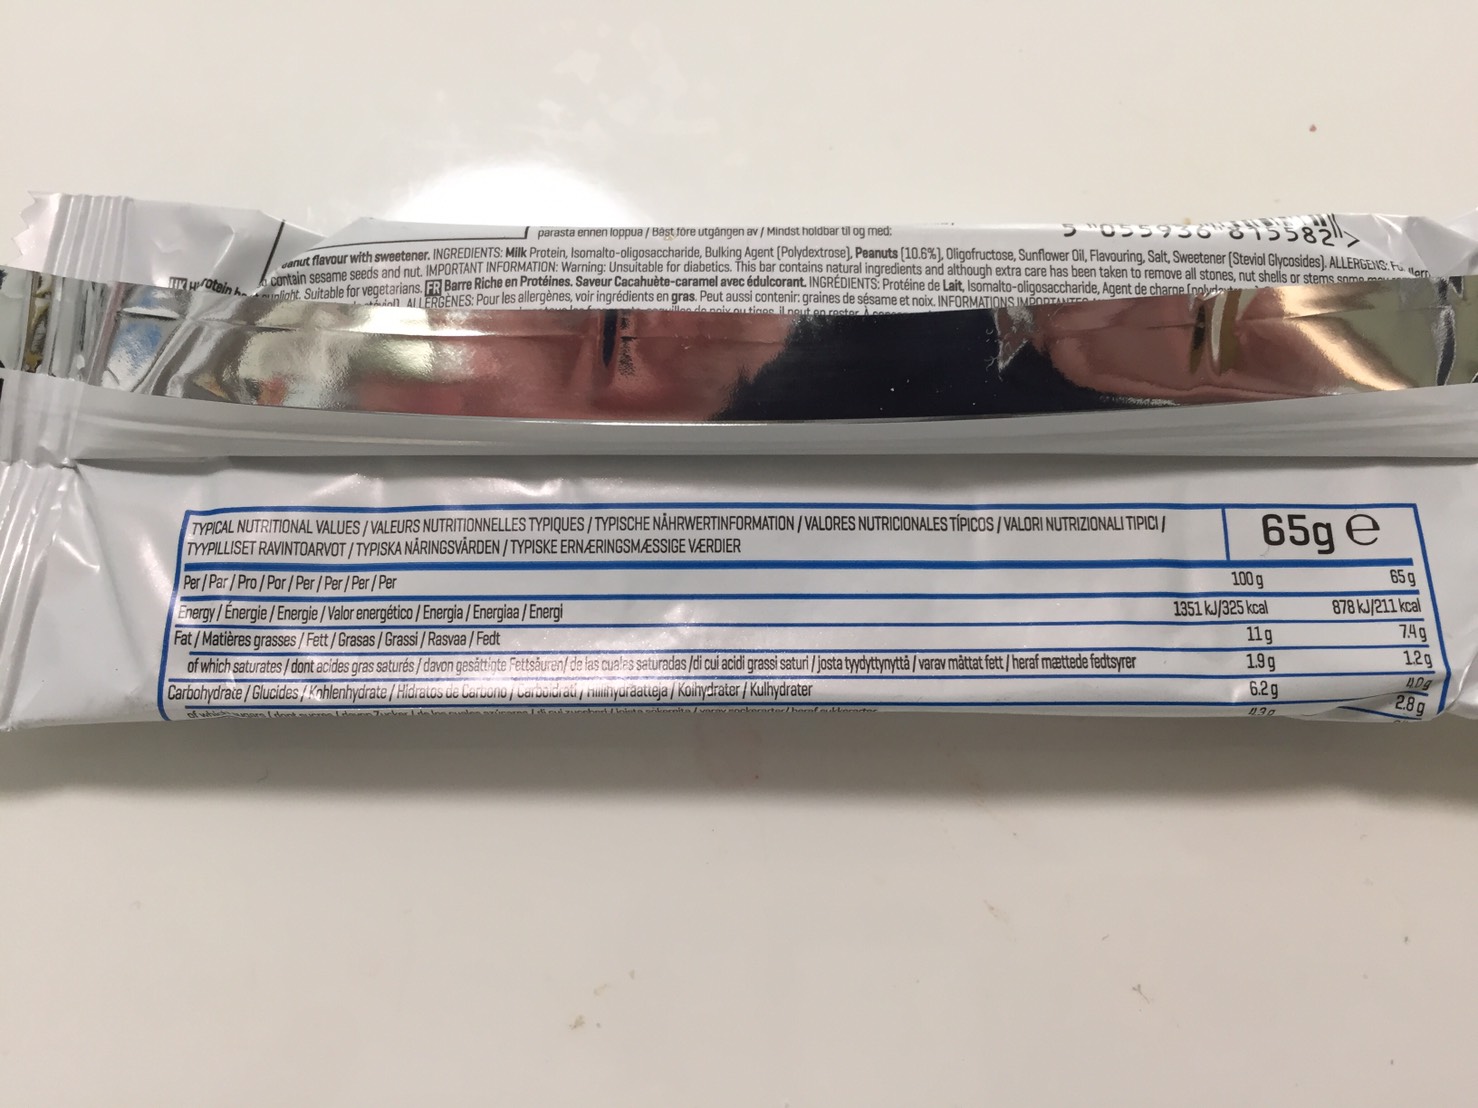 parasta ennen loppua / Bäst före utgången av / Mindst holdbar til og med:
5 055936 615582 >
anut flavour with sweetener. INGREDIENTS: Milk Protein, Isomalto-oligosaccharide, Bulking Agent (Polydextrose), Peanuts (10.6%), Oligofructose, Sunflower Oil, Flavouring, Salt, Sweetener (Steviol Glycosides). ALLERGENS:
contain sesame seeds and nut. IMPORTANT INFORMATION: Warning: Unsuitable for diabetics. This bar contains natural ingredients and although extra care has been taken to remove all stones, nut shells or stems some
unlight. Suitable for vegetarians. FR Barre Riche en Protéines. Saveur Cacahuète-caramel avec édulcorant. INGRÉDIENTS: Protéine de Lait, Isomalto-oligosaccharide, Agent de charge
ALLERGÈNES: Pour les allergènes, voir ingrédients en gras. Peut aussi contenir: graines de sésame et noix. INFORMATIONS
TYPICAL NUTRITIONAL VALUES / VALEURS NUTRITIONNELLES TYPIQUES / TYPISCHE NÄHRWERTINFORMATION / VALORES NUTRICIONALES TÍPICOS / VALORI NUTRIZIONALI TIPICI /
TYYPILLISET RAVINTOARVOT / TYPISKA NÄRINGSVÄRDEN / TYPISKE ERNÆRINGSMÆSSIGE VÆRDIER
65g e
Per / Par / Pro / Por / Per / Per / Per / Per 100 g 65 g
Energy / Énergie / Energie / Valor energético / Energia / Energiaa / Energi 1351 kJ/325 kcal 878 kJ/211 kcal
Fat / Matières grasses / Fett / Grasas / Grassi / Rasvaa / Fedt 11 g 7.4 g
of which saturates / dont acides gras saturés / davon gesättigte Fettsäuren/ de las cuales saturadas /di cui acidi grassi saturi / josta tyydyttynyttä / varav mättat fett / heraf mættede fedtsyrer 1.9 g 1.2 g
Carbohydrate / Glucides / Kohlenhydrate / Hidratos de Carbono / Carboidrati / Hiilihydraatteja / Kolhydrater / Kulhydrater 6.2 g 4.0 g
2.8 g